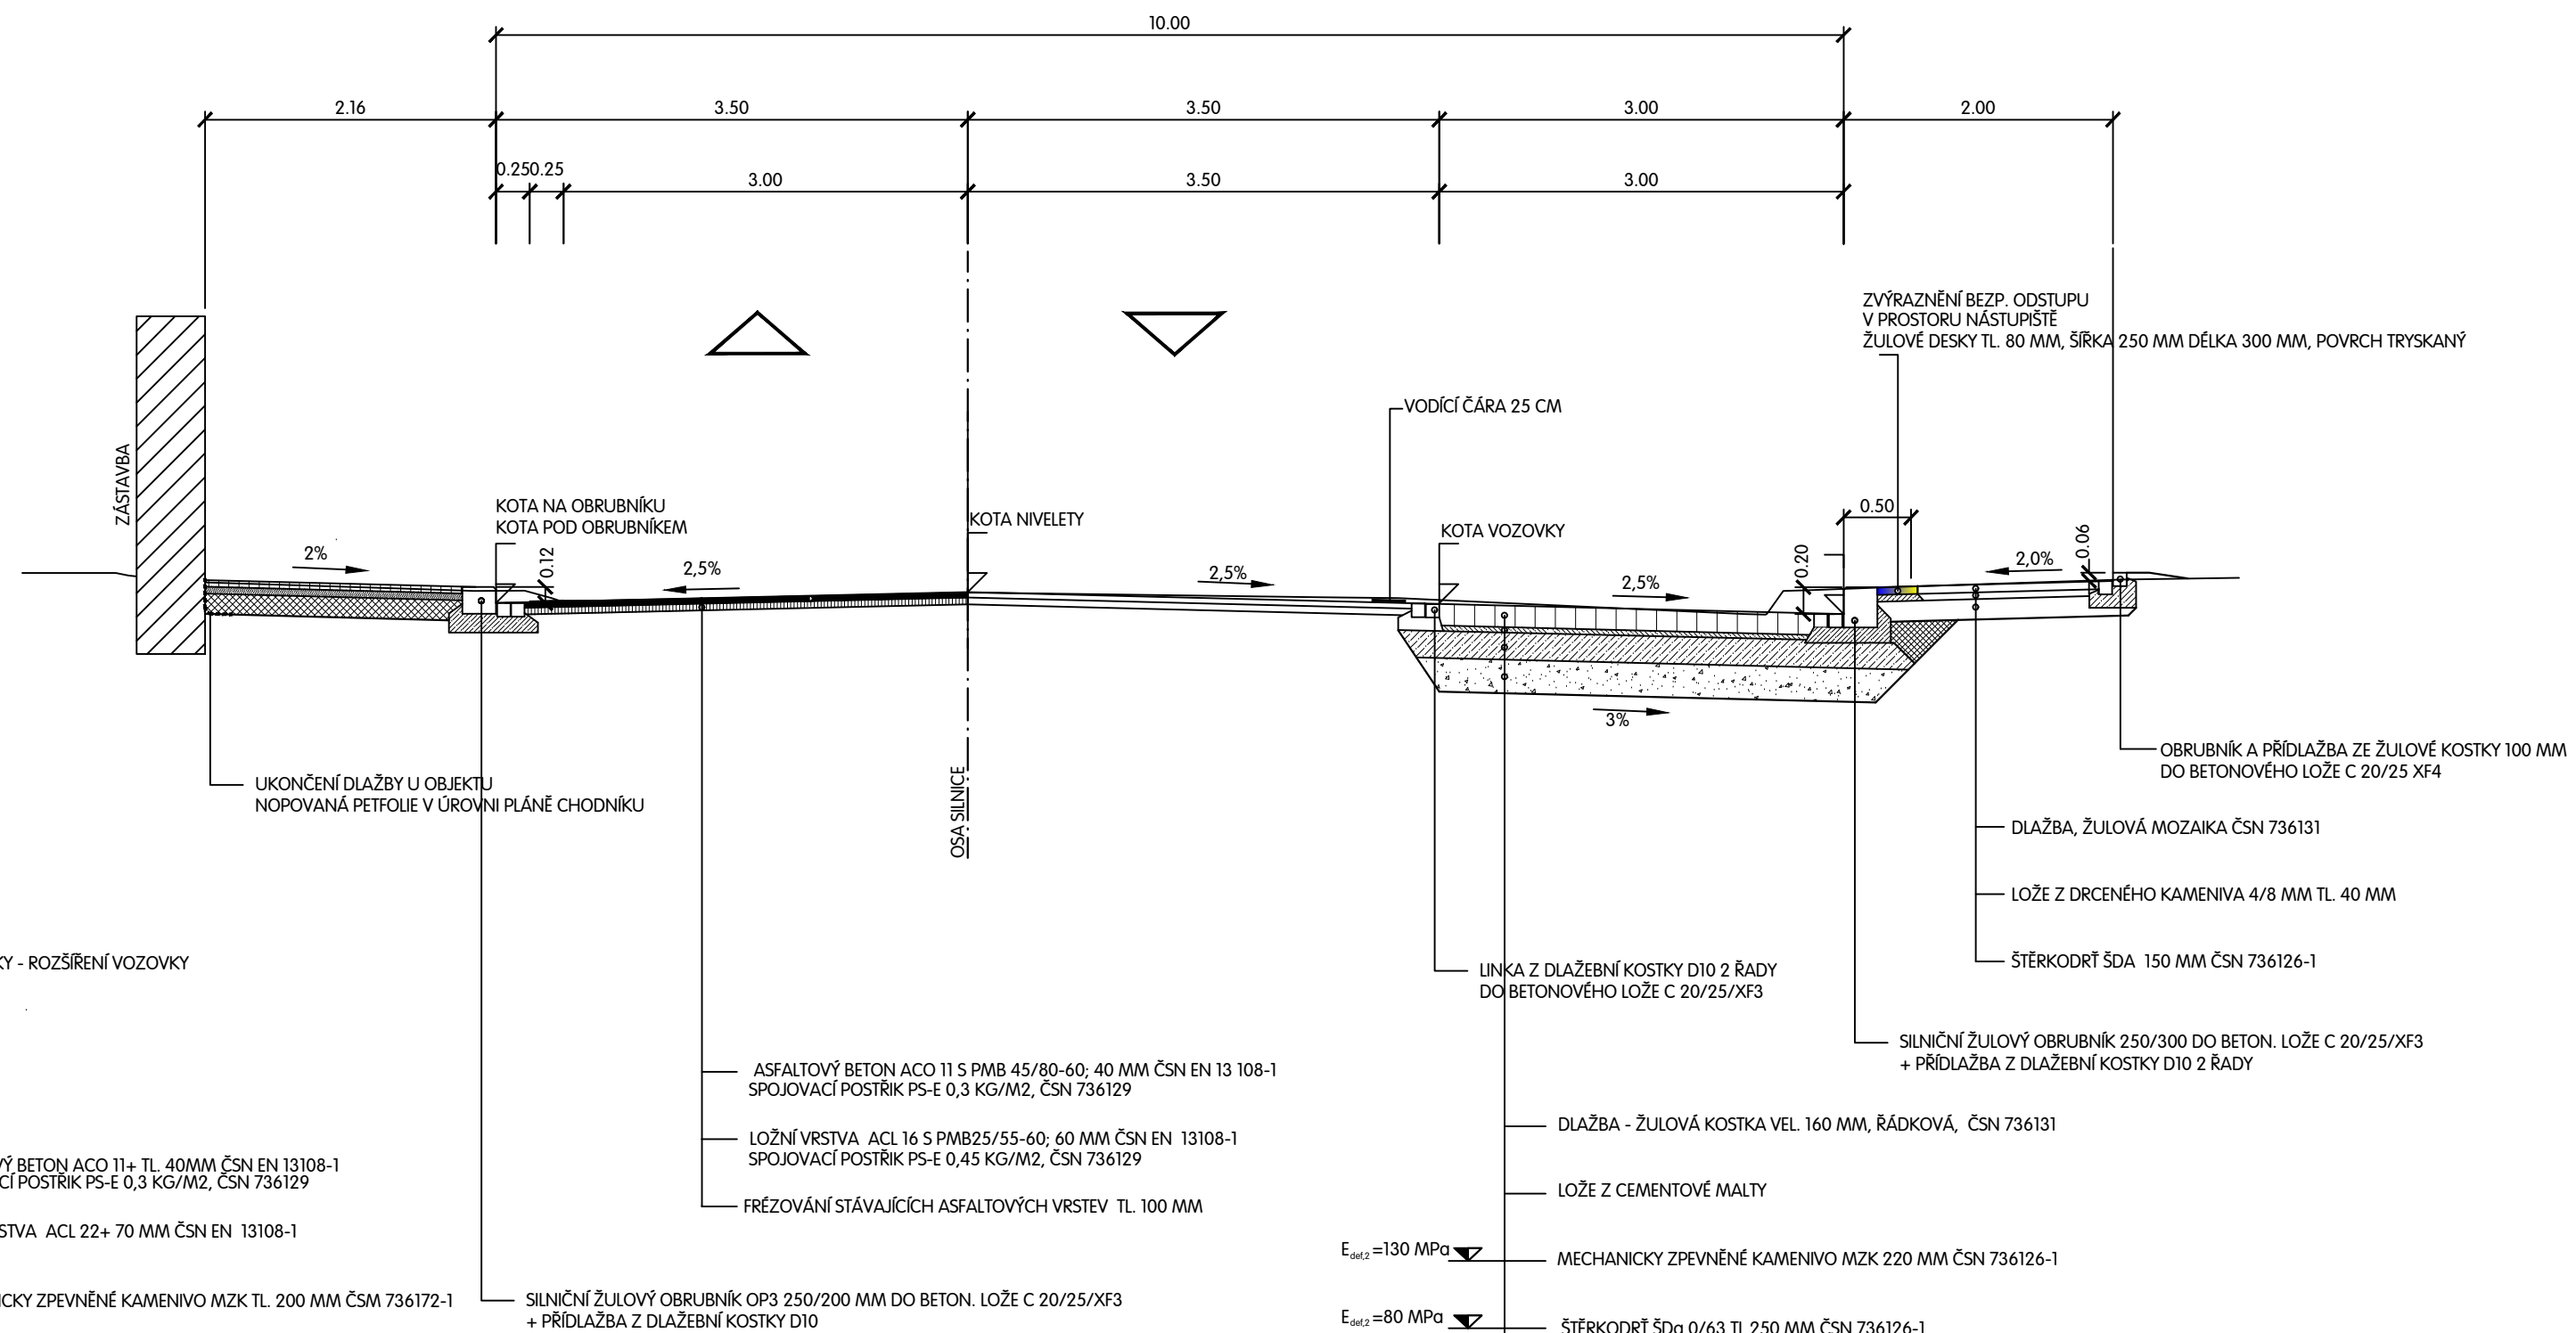 10.00
2.16
3.50
3.50
3.00
2.00
0.25
0.25
3.00
3.50
3.00
ZVÝRAZNĚNÍ BEZP. ODSTUPU
V PROSTORU NÁSTUPIŠTĚ
ŽULOVÉ DESKY TL. 80 MM, ŠÍŘKA 250 MM DÉLKA 300 MM, POVRCH TRYSKANÝ
VODÍCÍ ČÁRA 25 CM
ZÁSTAVBA
KOTA NA OBRUBNÍKU
KOTA POD OBRUBNÍKEM
KOTA NIVELETY
KOTA VOZOVKY
0.50
2%
0.12
2,5%
2,5%
2,5%
0.20
2,0%
0.06
3%
OSA SILNICE
UKONČENÍ DLAŽBY U OBJEKTU
NOPOVANÁ PETFOLIE V ÚROVNI PLÁNĚ CHODNÍKU
OBRUBNÍK A PŘÍDLAŽBA ZE ŽULOVÉ KOSTKY 100 MM
DO BETONOVÉHO LOŽE C 20/25 XF4
DLAŽBA, ŽULOVÁ MOZAIKA ČSN 736131
LOŽE Z DRCENÉHO KAMENIVA 4/8 MM TL. 40 MM
ŠTĚRKODRŤ ŠDA 150 MM ČSN 736126-1
KY - ROZŠÍŘENÍ VOZOVKY
LINKA Z DLAŽEBNÍ KOSTKY D10 2 ŘADY
DO BETONOVÉHO LOŽE C 20/25/XF3
SILNIČNÍ ŽULOVÝ OBRUBNÍK 250/300 DO BETON. LOŽE C 20/25/XF3
+ PŘÍDLAŽBA Z DLAŽEBNÍ KOSTKY D10 2 ŘADY
ASFALTOVÝ BETON ACO 11 S PMB 45/80-60; 40 MM ČSN EN 13 108-1
SPOJOVACÍ POSTŘIK PS-E 0,3 KG/M2, ČSN 736129
LOŽNÍ VRSTVA ACL 16 S PMB25/55-60; 60 MM ČSN EN 13108-1
SPOJOVACÍ POSTŘIK PS-E 0,45 KG/M2, ČSN 736129
FRÉZOVÁNÍ STÁVAJÍCÍCH ASFALTOVÝCH VRSTEV TL. 100 MM
DLAŽBA - ŽULOVÁ KOSTKA VEL. 160 MM, ŘÁDKOVÁ, ČSN 736131
LOŽE Z CEMENTOVÉ MALTY
VÝ BETON ACO 11+ TL. 40MM ČSN EN 13108-1
CÍ POSTŘIK PS-E 0,3 KG/M2, ČSN 736129
STVA ACL 22+ 70 MM ČSN EN 13108-1
ICKY ZPEVNĚNÉ KAMENIVO MZK TL. 200 MM ČSM 736172-1
SILNIČNÍ ŽULOVÝ OBRUBNÍK OP3 250/200 MM DO BETON. LOŽE C 20/25/XF3
+ PŘÍDLAŽBA Z DLAŽEBNÍ KOSTKY D10
Edef,2=130 MPa
MECHANICKY ZPEVNĚNÉ KAMENIVO MZK 220 MM ČSN 736126-1
Edef,2=80 MPa
ŠTĚRKODRŤ ŠDa 0/63 TL 250 MM ČSN 736126-1